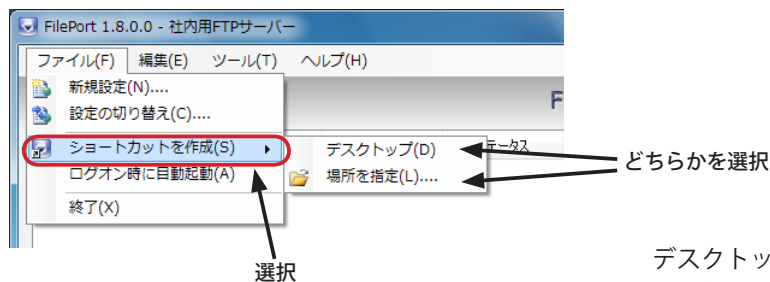 FilePort 1.8.0.0 - 社内用FTPサーバー
ファイル(F) 編集(E) ツール(T) ヘルプ(H)
新規設定(N)....
設定の切り替え(C)....
F
ショートカットを作成(S)
デスクトップ(D)
テータス
どちらかを選択
ログオン時に自動起動(A)
場所を指定(L)....
終了(X)
デスクトッ
選択